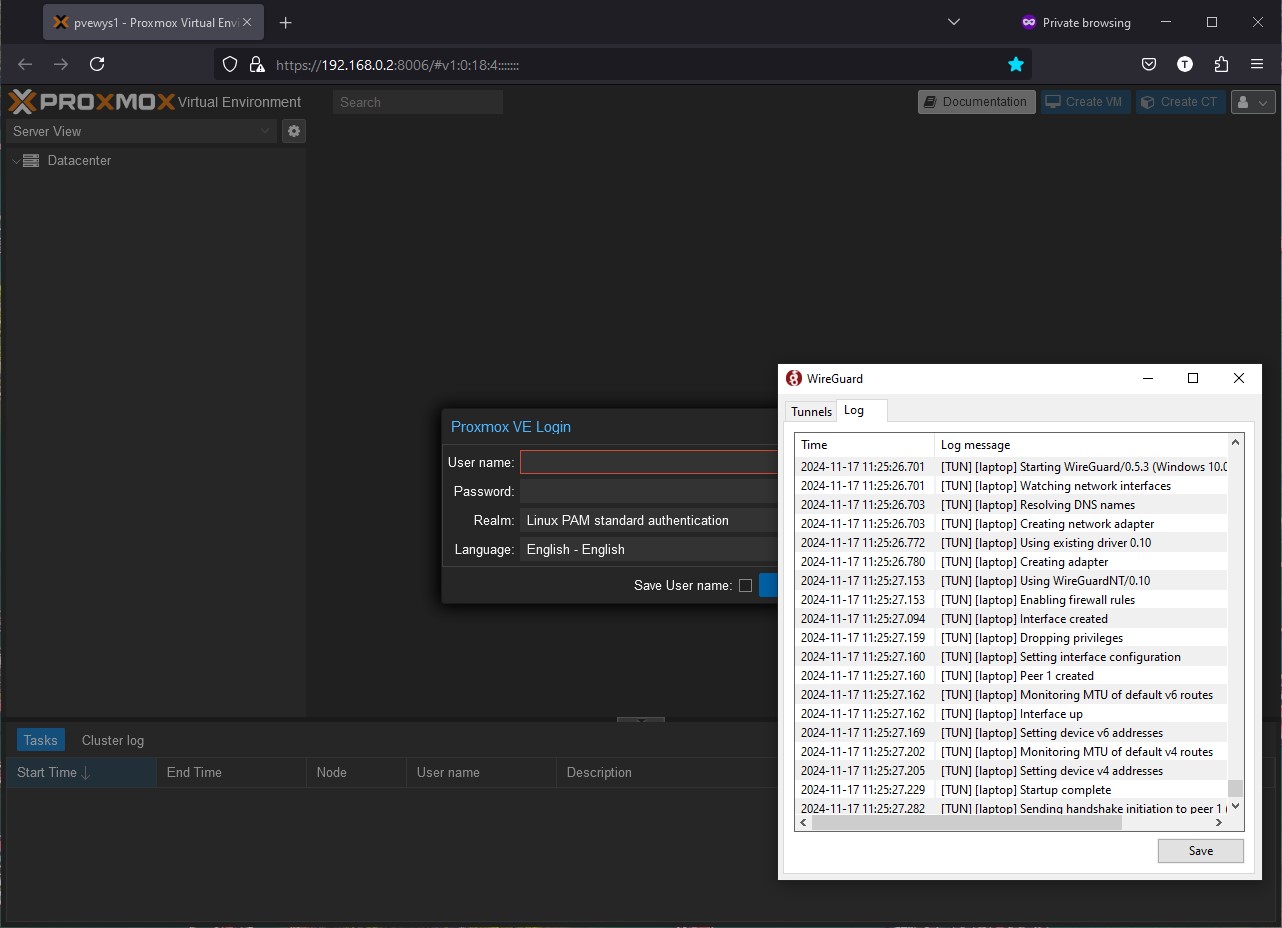 pvewys1 - Proxmox Virtual Envi
Private browsing
https://192.168.0.2:8006/#v1:0:18:4:::::::
T
PROXMOX Virtual Environment
Search
Documentation
Create VM
Create CT
Server View
Datacenter
Proxmox VE Login
User name:
Password:
Realm: Linux PAM standard authentication
Language: English - English
Save User name:
Tasks
Cluster log
Start Time
End Time
Node
User name
Description
WireGuard
Tunnels
Log
Time
Log message
2024-11-17 11:25:26.701 [TUN] [laptop] Starting WireGuard/0.5.3 (Windows 10.0
2024-11-17 11:25:26.701 [TUN] [laptop] Watching network interfaces
2024-11-17 11:25:26.703 [TUN] [laptop] Resolving DNS names
2024-11-17 11:25:26.703 [TUN] [laptop] Creating network adapter
2024-11-17 11:25:26.772 [TUN] [laptop] Using existing driver 0.10
2024-11-17 11:25:26.780 [TUN] [laptop] Creating adapter
2024-11-17 11:25:27.153 [TUN] [laptop] Using WireGuardNT/0.10
2024-11-17 11:25:27.153 [TUN] [laptop] Enabling firewall rules
2024-11-17 11:25:27.094 [TUN] [laptop] Interface created
2024-11-17 11:25:27.159 [TUN] [laptop] Dropping privileges
2024-11-17 11:25:27.160 [TUN] [laptop] Setting interface configuration
2024-11-17 11:25:27.160 [TUN] [laptop] Peer 1 created
2024-11-17 11:25:27.162 [TUN] [laptop] Monitoring MTU of default v6 routes
2024-11-17 11:25:27.162 [TUN] [laptop] Interface up
2024-11-17 11:25:27.169 [TUN] [laptop] Setting device v6 addresses
2024-11-17 11:25:27.202 [TUN] [laptop] Monitoring MTU of default v4 routes
2024-11-17 11:25:27.205 [TUN] [laptop] Setting device v4 addresses
2024-11-17 11:25:27.229 [TUN] [laptop] Startup complete
2024-11-17 11:25:27.282 [TUN] [laptop] Sending handshake initiation to peer 1 (
Save